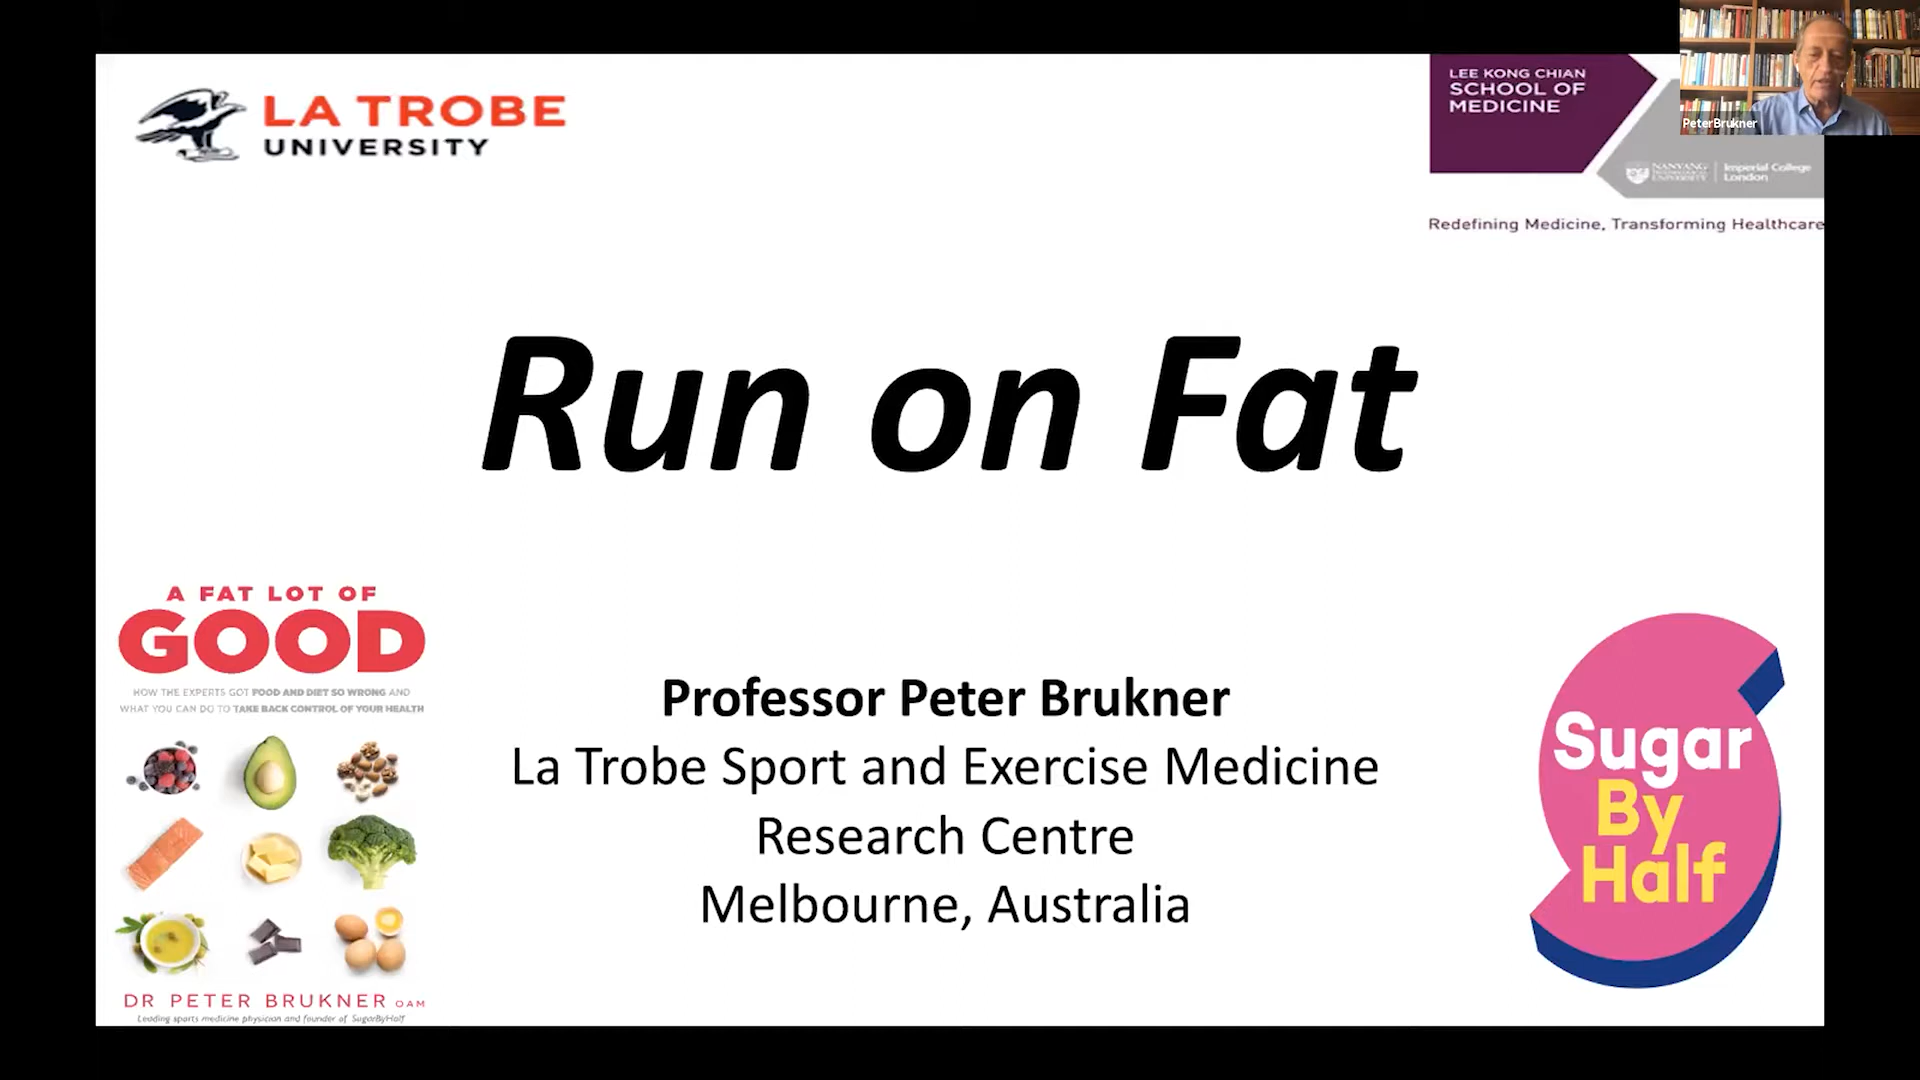 LA TROBE
UNIVERSITY
LEE KONG CHIAN
SCHOOL OF
MEDICINE
PeterBrukner
NANYANG
TECHNOLOGICAL
UNIVERSITY
Imperial College
London
Redefining Medicine, Transforming Healthcare
Run on Fat
A FAT LOT OF
GOOD
HOW THE EXPERTS GOT FOOD AND DIET SO WRONG AND
WHAT YOU CAN DO TO TAKE BACK CONTROL OF YOUR HEALTH
DR PETER BRUKNER OAM
Leading sports medicine physician and founder of SugarByHalf
Professor Peter Brukner
La Trobe Sport and Exercise Medicine
Research Centre
Melbourne, Australia
Sugar
By
Half